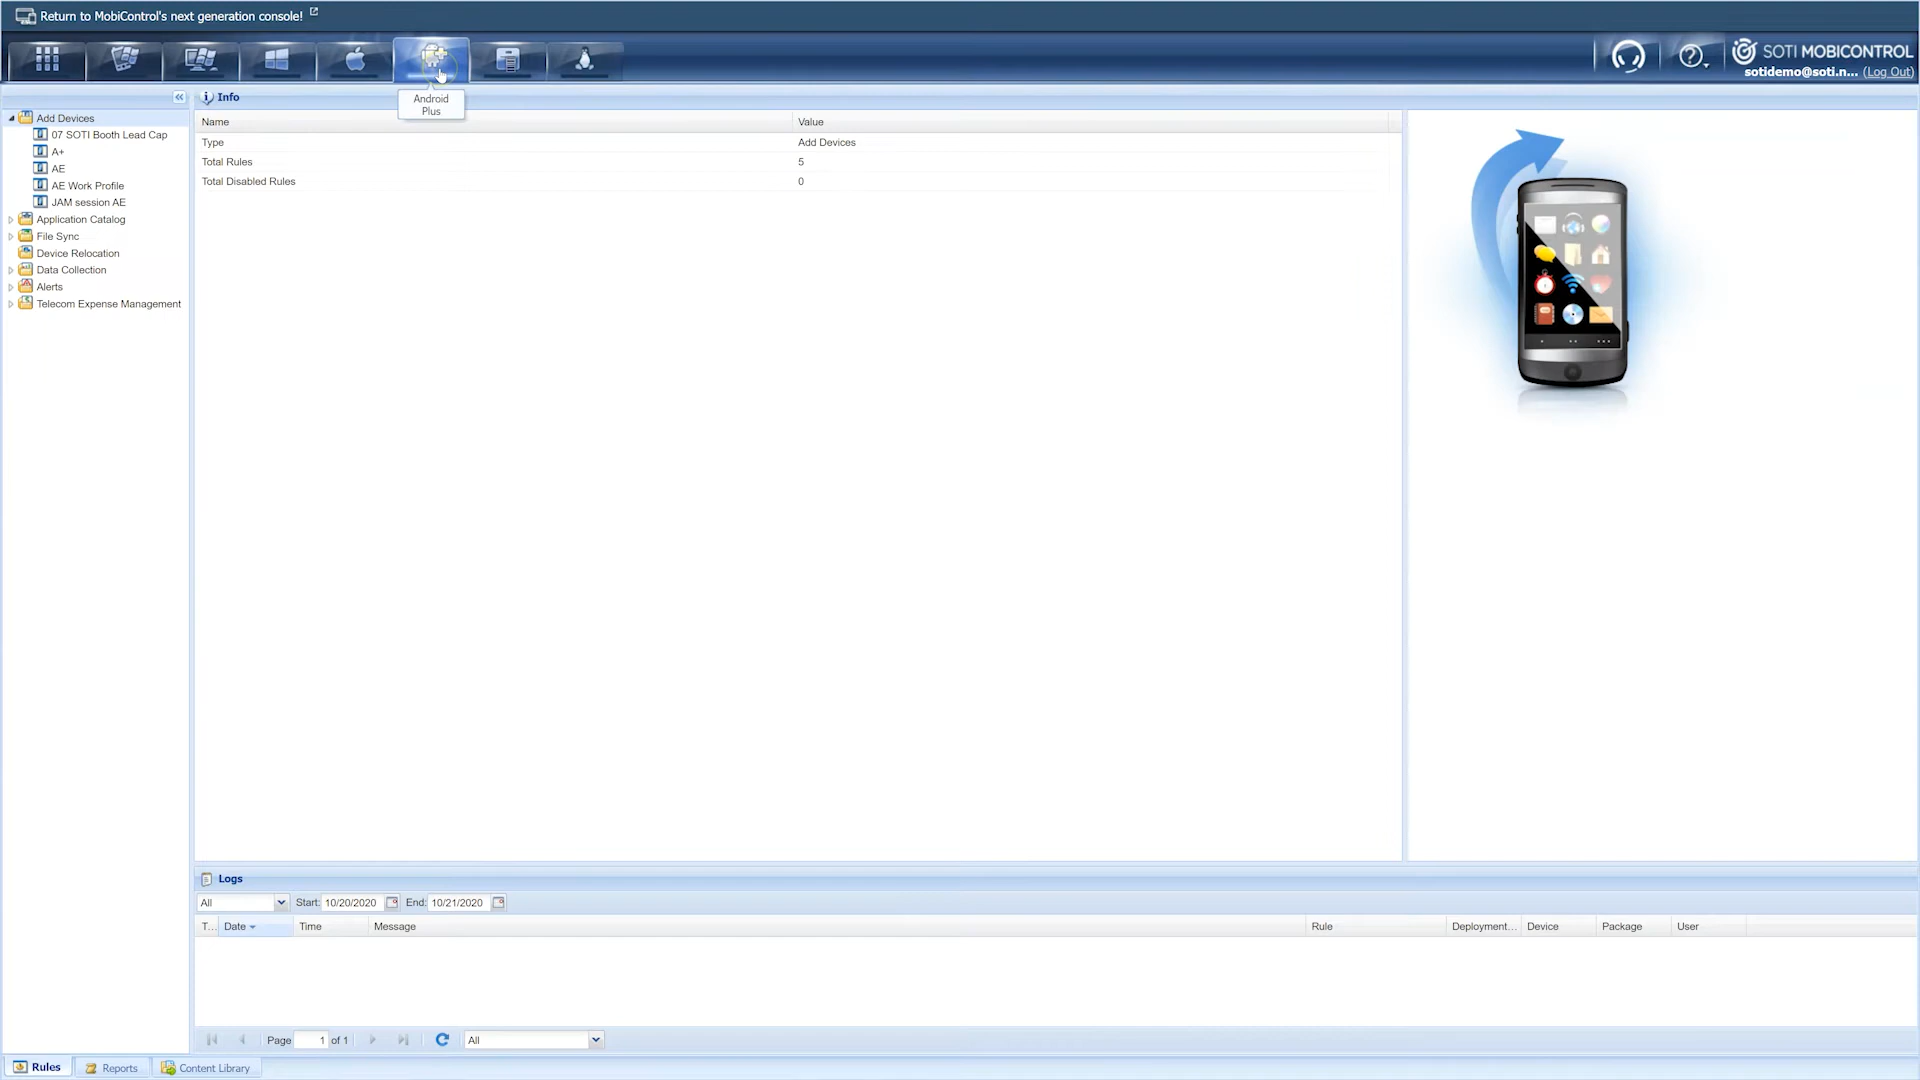 Return to MobiControl's next generation console!
SOTI MOBICONTROL
sotidemo@soti.n... (Log Out)
Android
Plus
Info
Add Devices
07 SOTI Booth Lead Cap
A+
AE
AE Work Profile
JAM session AE
Application Catalog
File Sync
Device Relocation
Data Collection
Alerts
Telecom Expense Management
Name Value
Type Add Devices
Total Rules 5
Total Disabled Rules 0
Logs
All Start: 10/20/2020 End: 10/21/2020
T... Date Time Message Rule Deployment... Device Package User
Page 1 of 1 All
Rules Reports Content Library